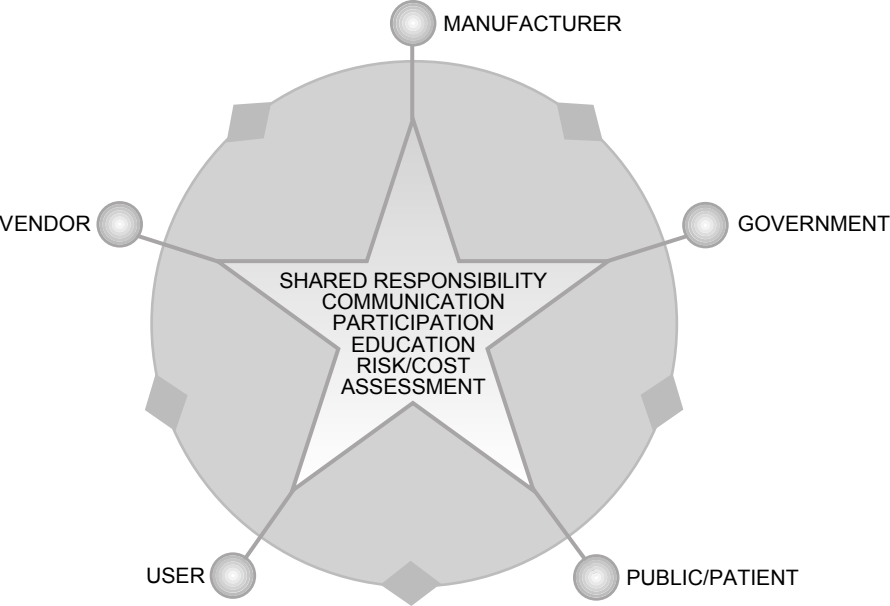 MANUFACTURER
VENDOR
GOVERNMENT
SHARED RESPONSIBILITY
COMMUNICATION
PARTICIPATION
EDUCATION
RISK/COST
ASSESSMENT
USER
PUBLIC/PATIENT